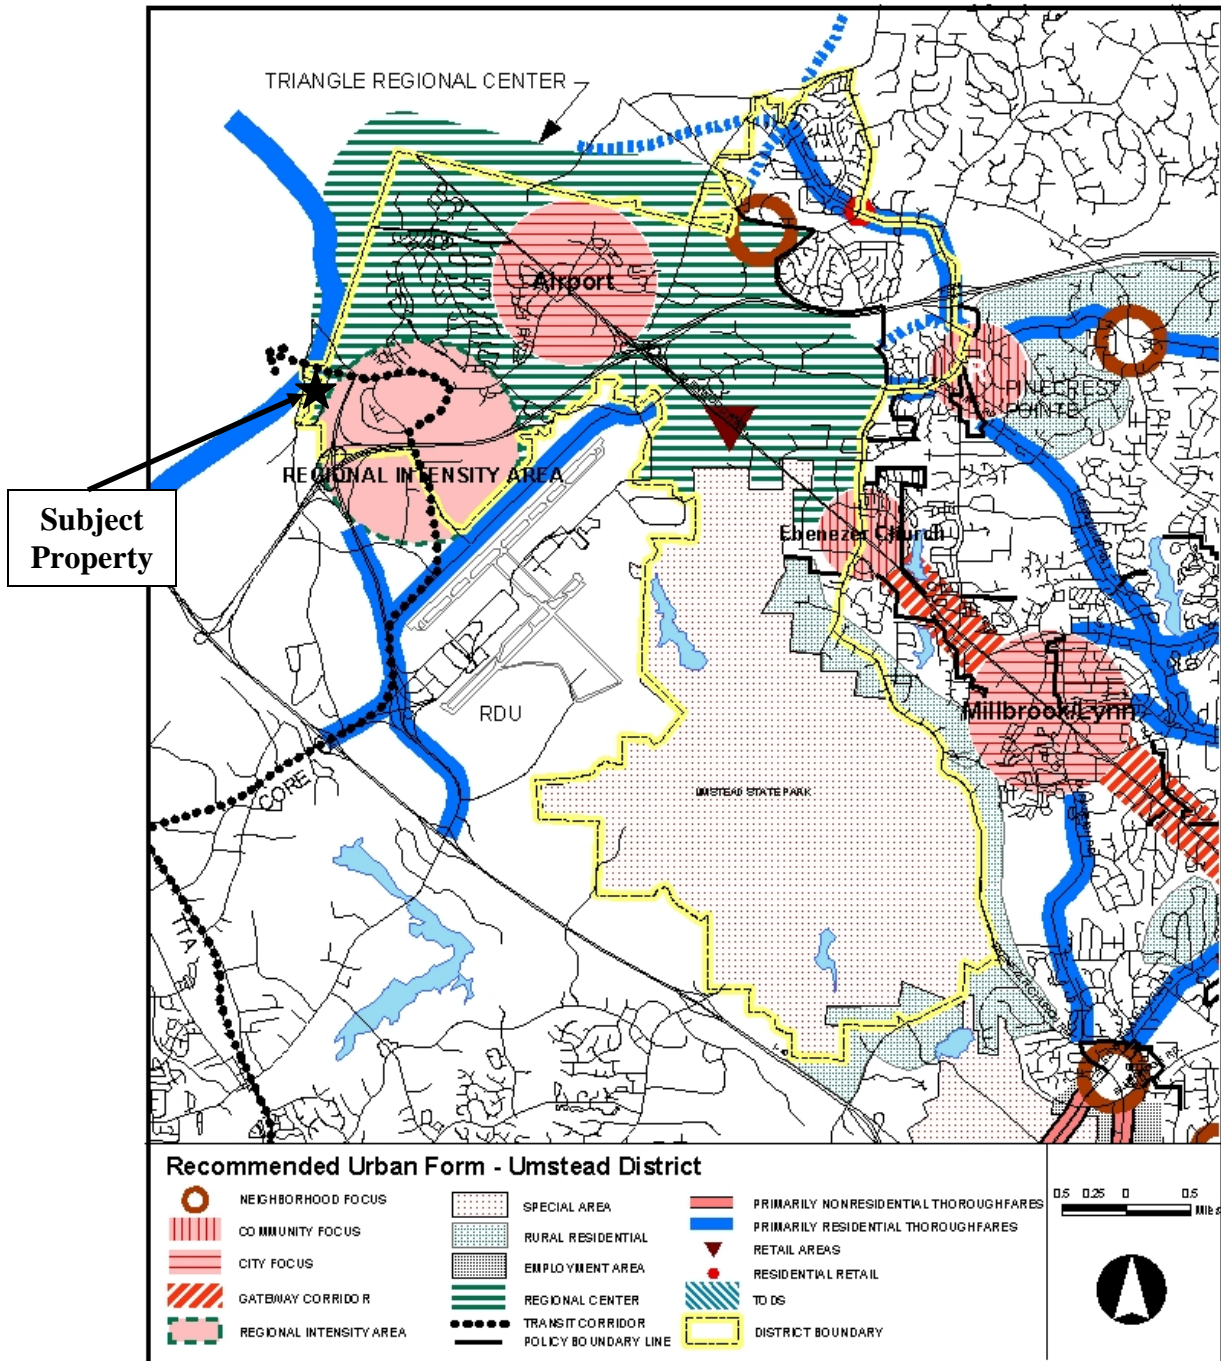 TRIANGLE REGIONAL CENTER
Airport
R
PINECREST
POINTE
REGIONAL INTENSITY AREA
Subject
Property
Ebenezer Church
Millbrook/Lynn
RDU
CORE
UMSTEAD STATE PARK
TTA
Recommended Urban Form - Umstead District
NEIGHBORHOOD FOCUS
COMMUNITY FOCUS
CITY FOCUS
GATEWAY CORRIDOR
REGIONAL INTENSITY AREA
SPECIAL AREA
RURAL RESIDENTIAL
EMPLOYMENT AREA
REGIONAL CENTER
TRANSIT CORRIDOR
POLICY BOUNDARY LINE
PRIMARILY NONRESIDENTIAL THOROUGHFARES
PRIMARILY RESIDENTIAL THOROUGHFARES
RETAIL AREAS
RESIDENTIAL RETAIL
TODS
DISTRICT BOUNDARY
0.5 0.25 0 0.5
Miles